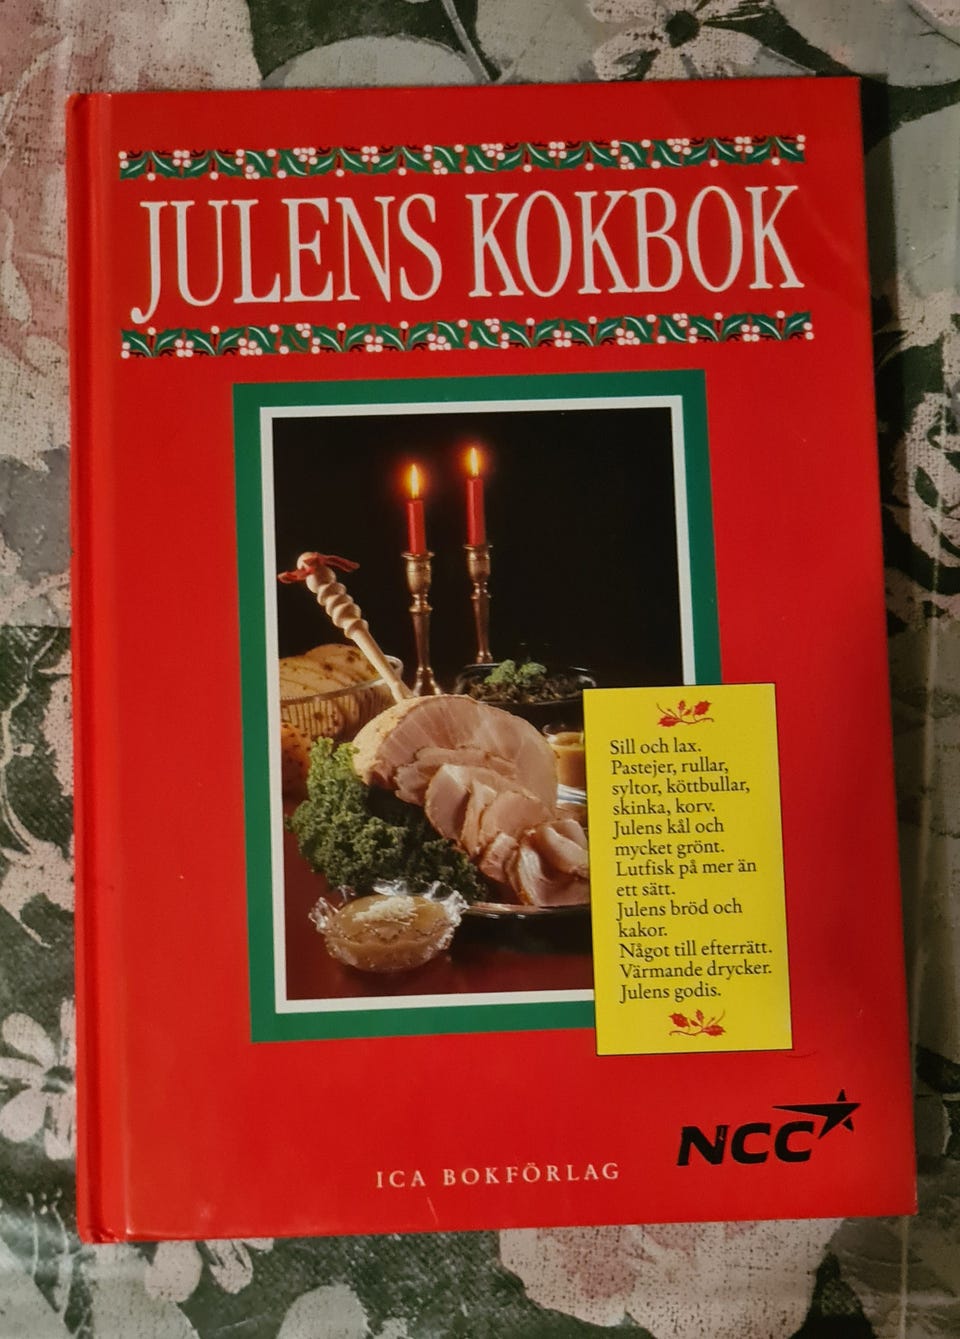 JULENS KOKBOK
Sill och lax.
Pastejer, rullar,
syltor, köttbullar,
skinka, korv.
Julens kål och
mycket grönt.
Lutfisk på mer än
ett sätt.
Julens bröd och
kakor.
Något till efterrätt.
Värmande drycker.
Julens godis.
NCC
ICA BOKFÖRLAG